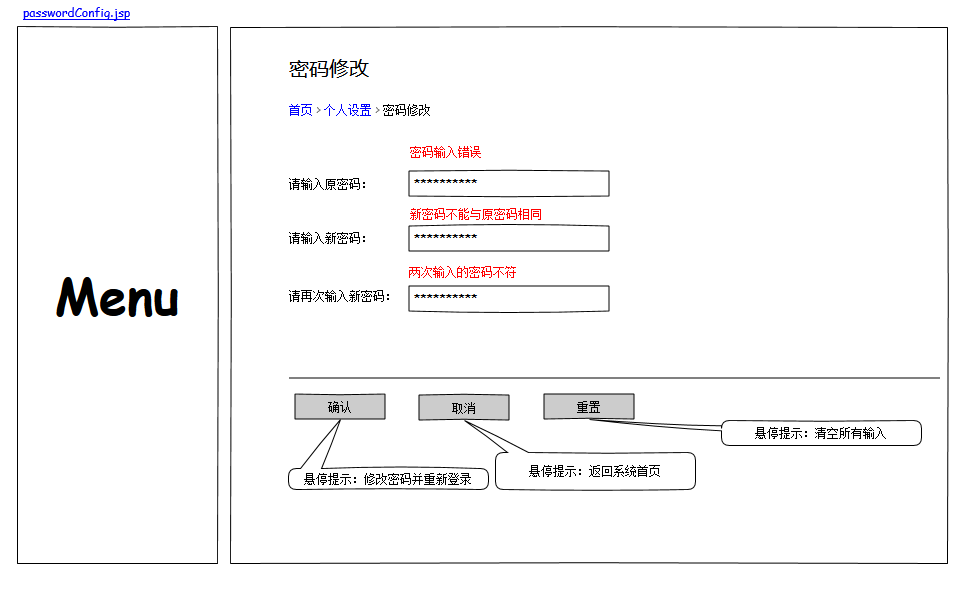 passwordConfig.jsp
Menu
密码修改
首页 > 个人设置 > 密码修改
密码输入错误
请输入原密码： **********
新密码不能与原密码相同
请输入新密码： **********
两次输入的密码不符
请再次输入新密码： **********
确认 取消 重置
悬停提示：清空所有输入
悬停提示：返回系统首页
悬停提示：修改密码并重新登录